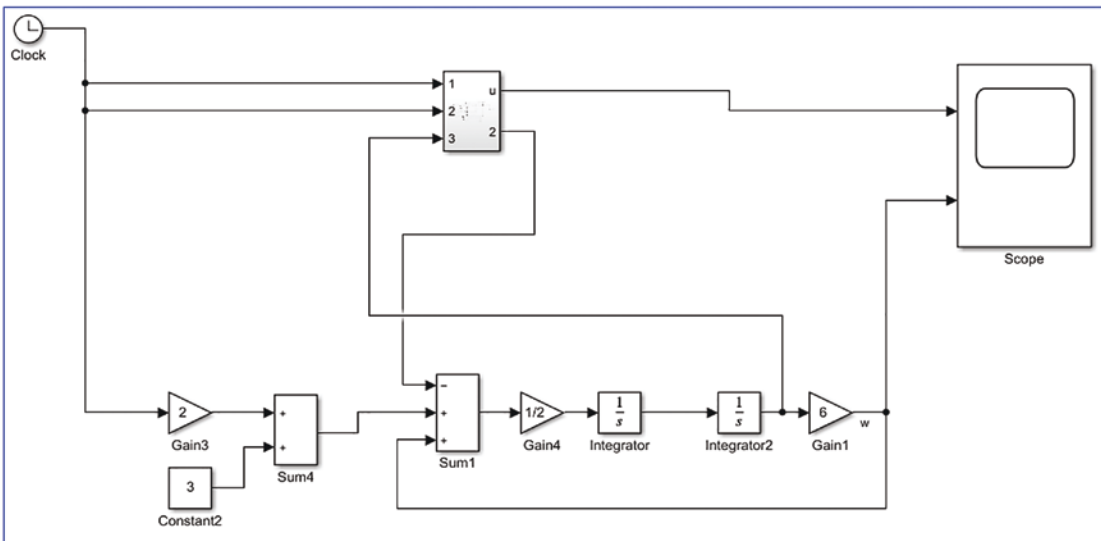 Clock
1
u
2
2
3
Scope
2
+
Gain3
+
Sum4
3
Constant2
−
+
+
Sum1
1/2
Gain4
1
s
Integrator
1
s
Integrator2
6
Gain1
w